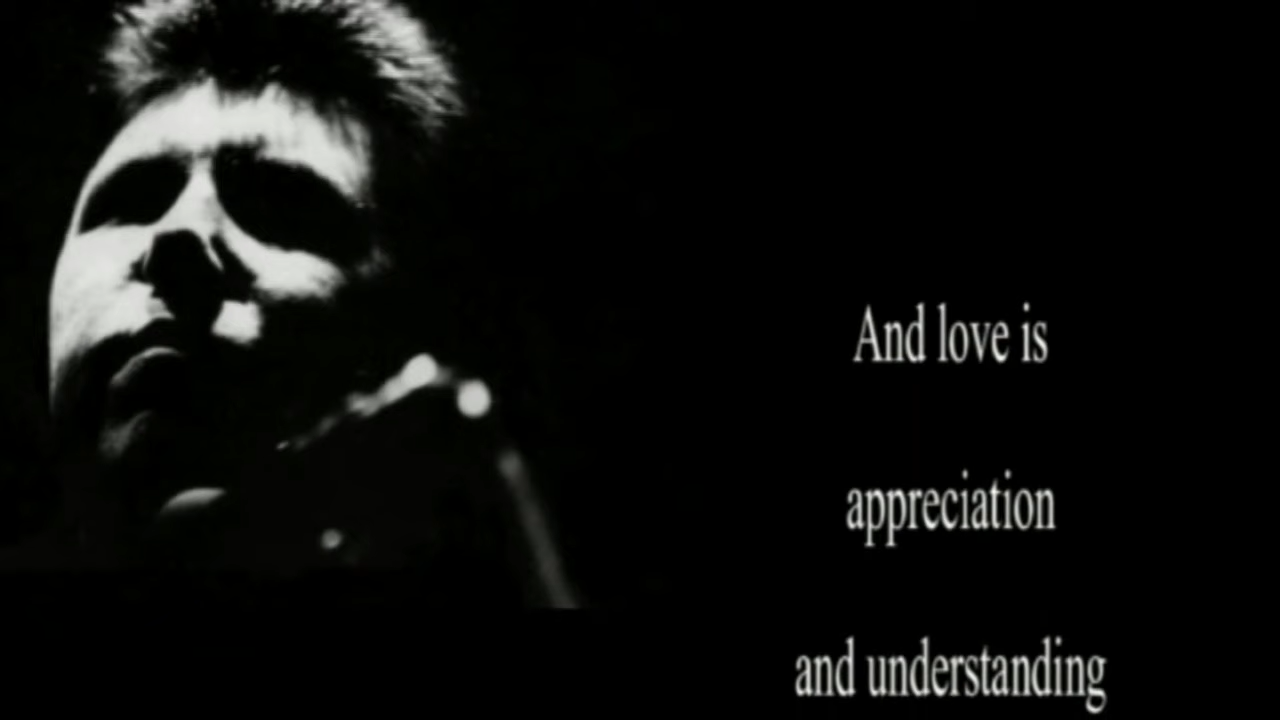 And love is
appreciation
and understanding